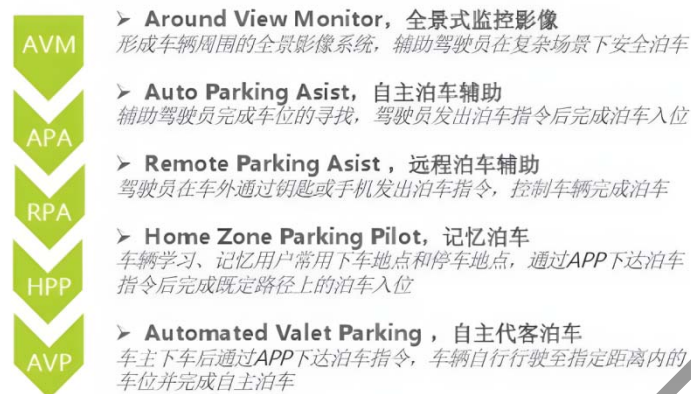 AVM
➢ Around View Monitor，全景式监控影像
形成车辆周围的全景影像系统，辅助驾驶员在复杂场景下安全泊车
APA
➢ Auto Parking Asist，自主泊车辅助
辅助驾驶员完成车位的寻找，驾驶员发出泊车指令后完成泊车入位
RPA
➢ Remote Parking Asist ，远程泊车辅助
驾驶员在车外通过钥匙或手机发出泊车指令，控制车辆完成泊车
HPP
➢ Home Zone Parking Pilot，记忆泊车
车辆学习、记忆用户常用下车地点和停车地点，通过APP下达泊车
指令后完成既定路径上的泊车入位
AVP
➢ Automated Valet Parking ，自主代客泊车
车主下车后通过APP下达泊车指令，车辆自行行驶至指定距离内的
车位并完成自主泊车